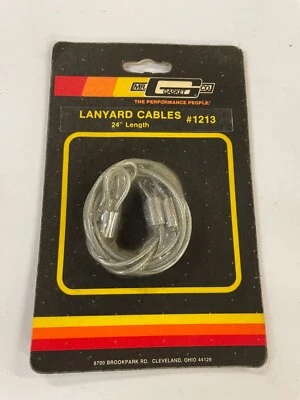 MR. GASKET CO.
THE PERFORMANCE PEOPLE
LANYARD CABLES #1213
24" Length
8700 BROOKPARK RD. CLEVELAND, OHIO 44129